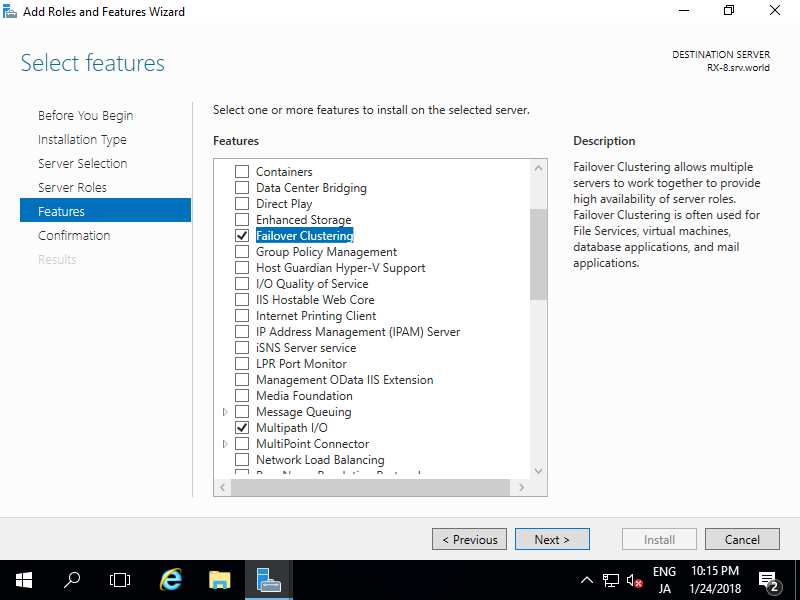 Add Roles and Features Wizard
Select features
DESTINATION SERVER
RX-8.srv.world
Before You Begin
Installation Type
Server Selection
Server Roles
Features
Confirmation
Results
Select one or more features to install on the selected server.
Features
Containers
Data Center Bridging
Direct Play
Enhanced Storage
Failover Clustering
Group Policy Management
Host Guardian Hyper-V Support
I/O Quality of Service
IIS Hostable Web Core
Internet Printing Client
IP Address Management (IPAM) Server
iSNS Server service
LPR Port Monitor
Management OData IIS Extension
Media Foundation
Message Queuing
Multipath I/O
MultiPoint Connector
Network Load Balancing
Description
Failover Clustering allows multiple
servers to work together to provide
high availability of server roles.
Failover Clustering is often used for
File Services, virtual machines,
database applications, and mail
applications.
< Previous
Next >
Install
Cancel
ENG
JA
10:15 PM
1/24/2018
2